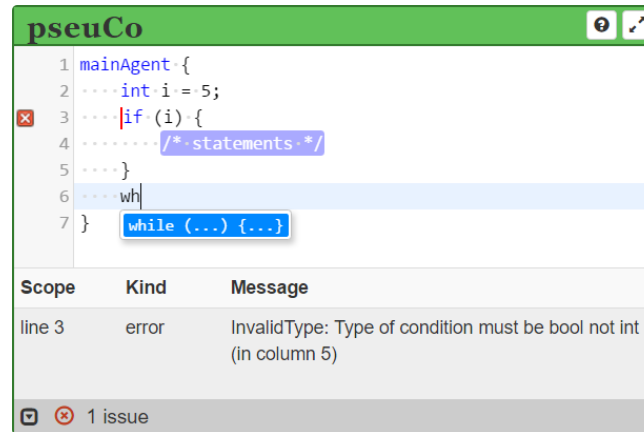 pseuCo
1 mainAgent {
2 ····int·i·=·5;
3 ····if·(i)·{
4 ········/*·statements·*/
5 ····}
6 ····wh
7 }
while (...) {...}
Scope Kind Message
line 3 error InvalidType: Type of condition must be bool not int
(in column 5)
1 issue